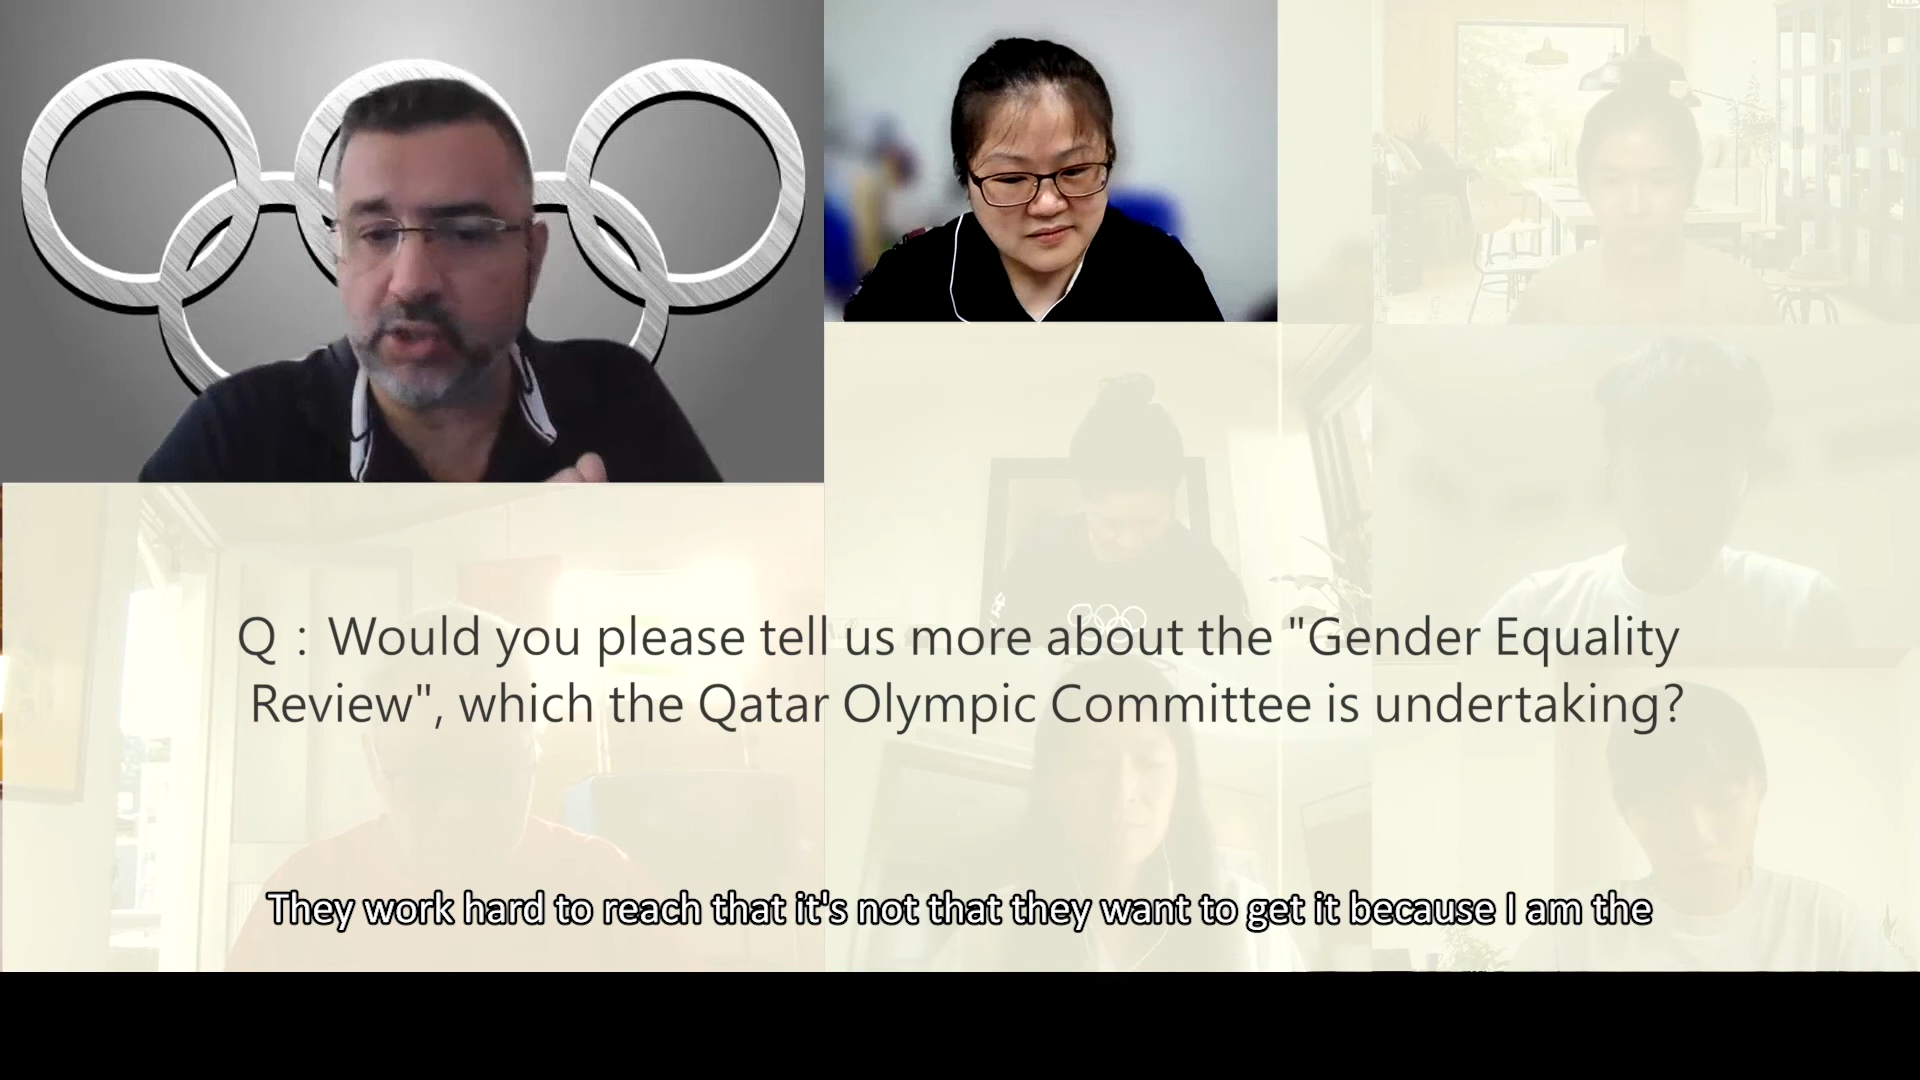 Q : Would you please tell us more about the "Gender Equality
Review", which the Qatar Olympic Committee is undertaking?
They work hard to reach that it's not that they want to get it because I am the